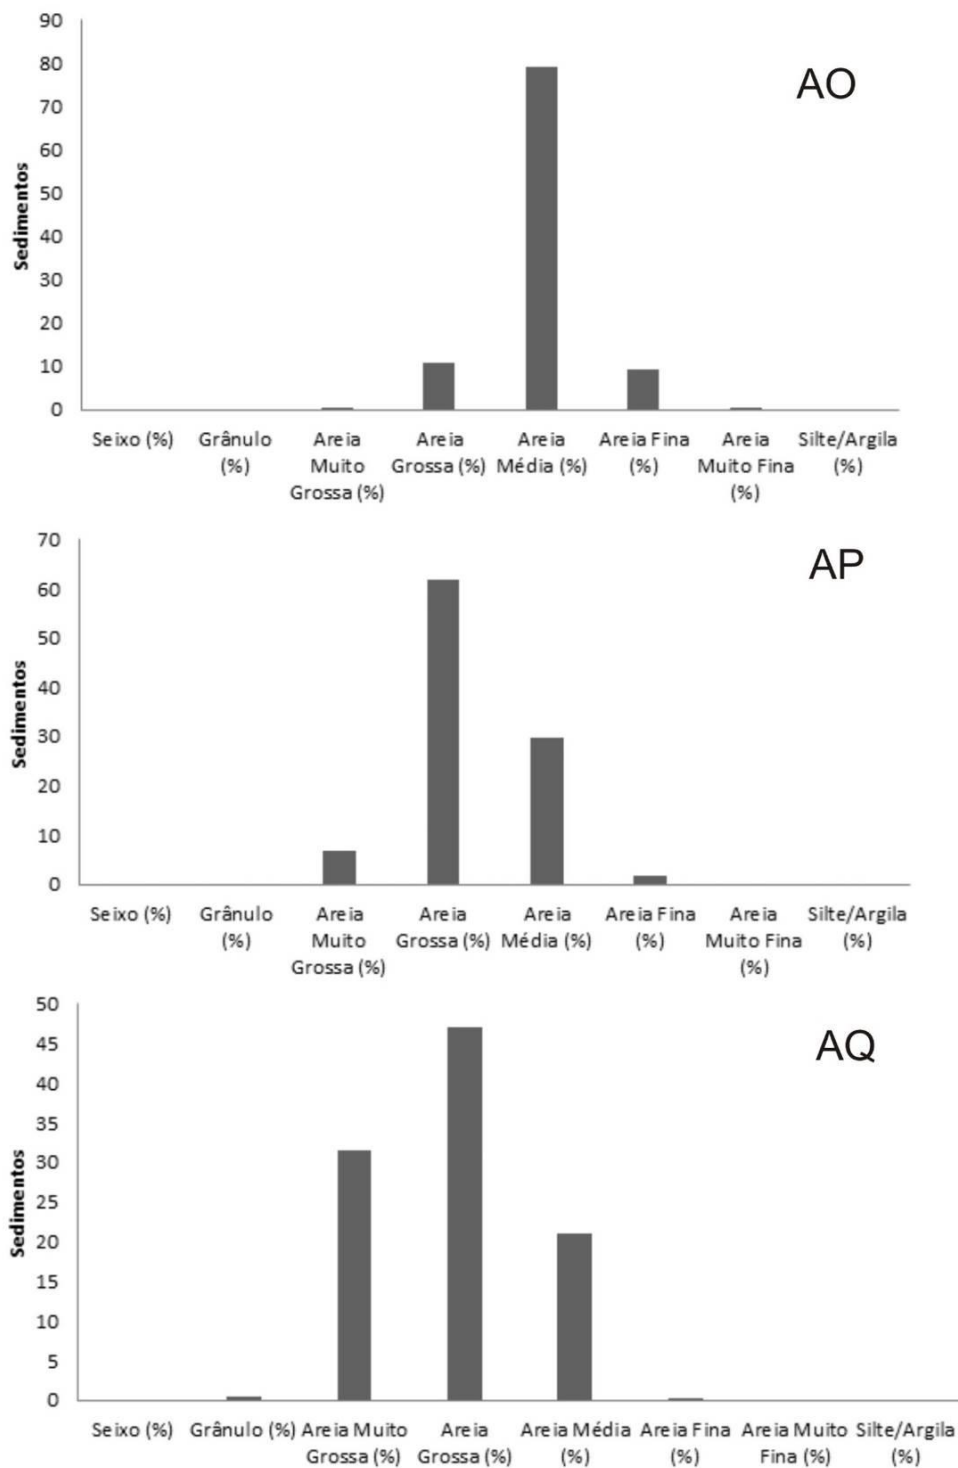 90
80
70
60
50
40
30
20
10
0
Sedimentos
AO
Seixo (%) Grânulo Areia Areia Areia Areia Fina Areia Silte/Argila
(%) Muito Grossa (%) Média (%) (%) Muito Fina (%)
Grossa (%) (%)
70
60
50
40
30
20
10
0
Sedimentos
AP
Seixo (%) Grânulo Areia Areia Areia Areia Fina Areia Silte/Argila
(%) Muito Grossa (%) Média (%) (%) Muito Fina (%)
Grossa (%) (%)
50
45
40
35
30
25
20
15
10
5
0
Sedimentos
AQ
Seixo (%) Grânulo (%) Areia Muito Areia Areia Média Areia Fina Areia Muito Silte/Argila
Grossa (%) Grossa (%) (%) (%) Fina (%) (%)